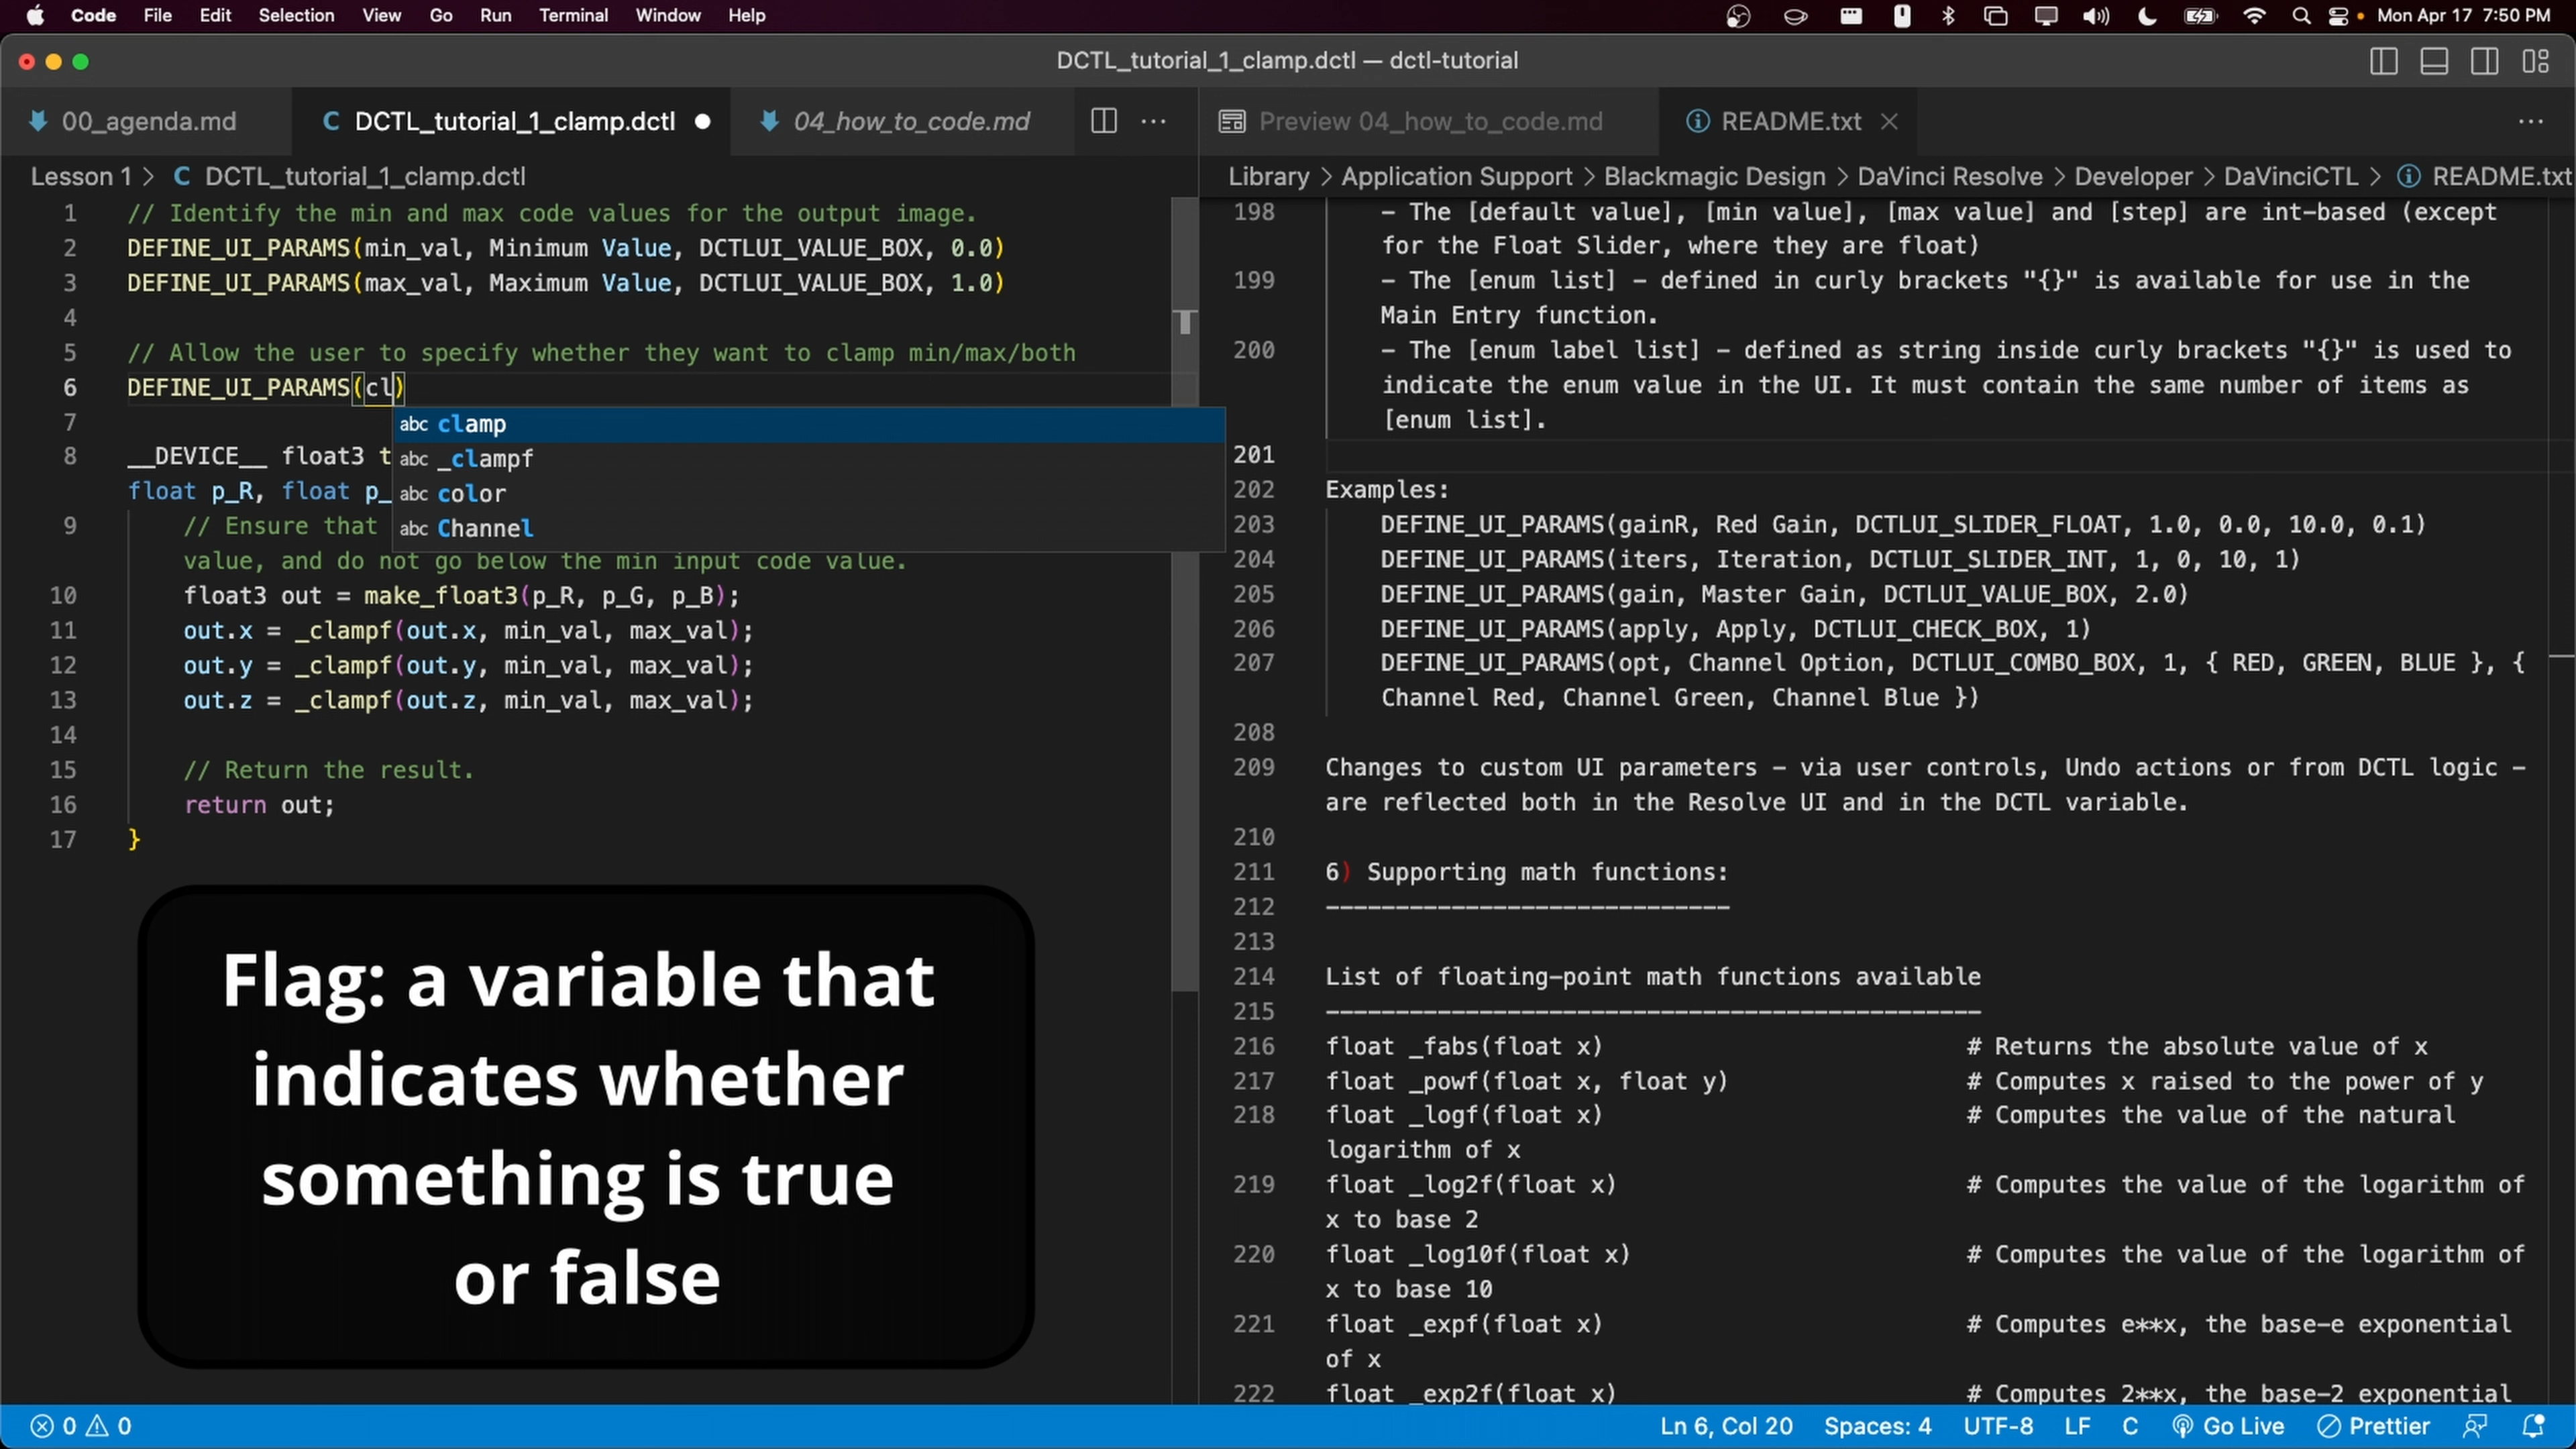 Code File Edit Selection View Go Run Terminal Window Help Mon Apr 17 7:50 PM
DCTL_tutorial_1_clamp.dctl — dctl-tutorial
00_agenda.md C DCTL_tutorial_1_clamp.dctl 04_how_to_code.md
Preview 04_how_to_code.md README.txt
Lesson 1 > C DCTL_tutorial_1_clamp.dctl
1 // Identify the min and max code values for the output image.
2 DEFINE_UI_PARAMS(min_val, Minimum Value, DCTLUI_VALUE_BOX, 0.0)
3 DEFINE_UI_PARAMS(max_val, Maximum Value, DCTLUI_VALUE_BOX, 1.0)
4
5 // Allow the user to specify whether they want to clamp min/max/both
6 DEFINE_UI_PARAMS(cl)
abc clamp
abc _clampf
abc color
abc Channel
7
8 __DEVICE__ float3 t
float p_R, float p_
9 // Ensure that
value, and do not go below the min input code value.
10 float3 out = make_float3(p_R, p_G, p_B);
11 out.x = _clampf(out.x, min_val, max_val);
12 out.y = _clampf(out.y, min_val, max_val);
13 out.z = _clampf(out.z, min_val, max_val);
14
15 // Return the result.
16 return out;
17 }
Flag: a variable that
indicates whether
something is true
or false
Library > Application Support > Blackmagic Design > DaVinci Resolve > Developer > DaVinciCTL > README.txt
198 – The [default value], [min value], [max value] and [step] are int-based (except
for the Float Slider, where they are float)
199 – The [enum list] – defined in curly brackets "{}" is available for use in the
Main Entry function.
200 – The [enum label list] – defined as string inside curly brackets "{}" is used to
indicate the enum value in the UI. It must contain the same number of items as
[enum list].
201
202 Examples:
203 DEFINE_UI_PARAMS(gainR, Red Gain, DCTLUI_SLIDER_FLOAT, 1.0, 0.0, 10.0, 0.1)
204 DEFINE_UI_PARAMS(iters, Iteration, DCTLUI_SLIDER_INT, 1, 0, 10, 1)
205 DEFINE_UI_PARAMS(gain, Master Gain, DCTLUI_VALUE_BOX, 2.0)
206 DEFINE_UI_PARAMS(apply, Apply, DCTLUI_CHECK_BOX, 1)
207 DEFINE_UI_PARAMS(opt, Channel Option, DCTLUI_COMBO_BOX, 1, { RED, GREEN, BLUE }, {
Channel Red, Channel Green, Channel Blue })
208
209 Changes to custom UI parameters – via user controls, Undo actions or from DCTL logic –
are reflected both in the Resolve UI and in the DCTL variable.
210
211 6) Supporting math functions:
212 -----------------------------
213
214 List of floating-point math functions available
215 -----------------------------------------------
216 float _fabs(float x) # Returns the absolute value of x
217 float _powf(float x, float y) # Computes x raised to the power of y
218 float _logf(float x) # Computes the value of the natural
logarithm of x
219 float _log2f(float x) # Computes the value of the logarithm of
x to base 2
220 float _log10f(float x) # Computes the value of the logarithm of
x to base 10
221 float _expf(float x) # Computes e**x, the base-e exponential
of x
222 float _exp2f(float x) # Computes 2**x, the base-2 exponential
0 0 Ln 6, Col 20 Spaces: 4 UTF-8 LF C Go Live Prettier